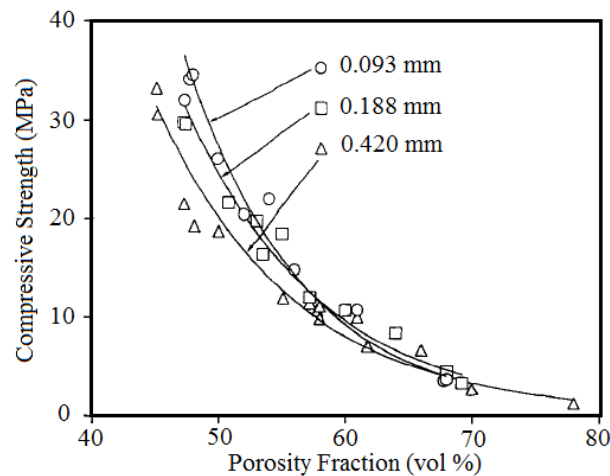 40
30
20
10
0
Compressive Strength (MPa)
0.093 mm
0.188 mm
0.420 mm
40 50 60 70 80
Porosity Fraction (vol %)